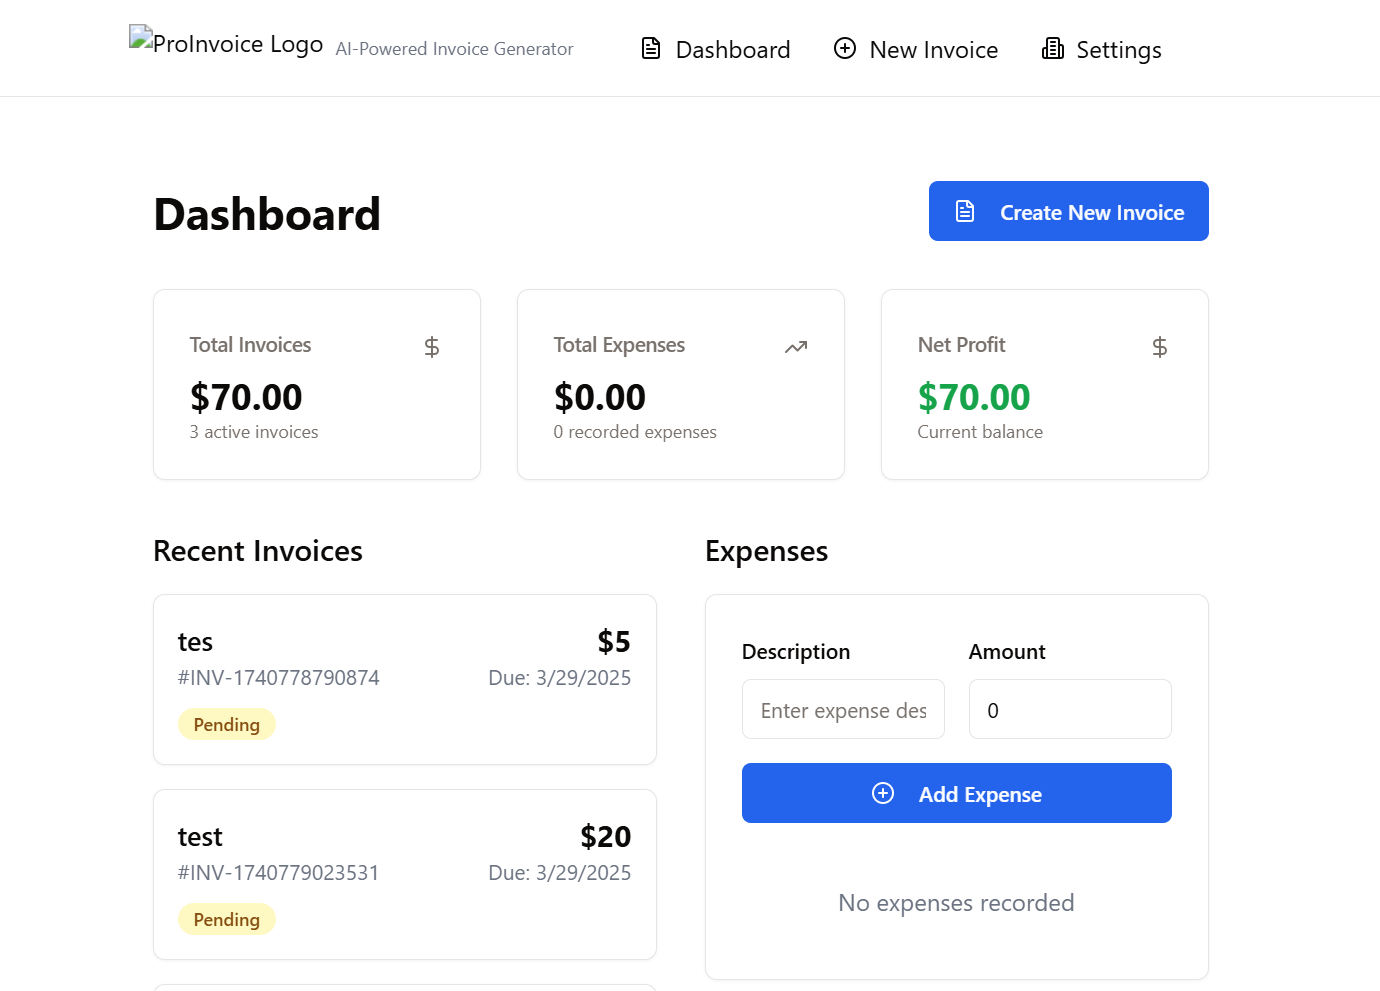 ProInvoice Logo AI-Powered Invoice Generator Dashboard New Invoice Settings
Dashboard
Create New Invoice
Total Invoices
$70.00
3 active invoices
Total Expenses
$0.00
0 recorded expenses
Net Profit
$70.00
Current balance
Recent Invoices
tes $5
#INV-1740778790874 Due: 3/29/2025
Pending
test $20
#INV-1740779023531 Due: 3/29/2025
Pending
Expenses
Description Amount
Enter expense des 0
Add Expense
No expenses recorded